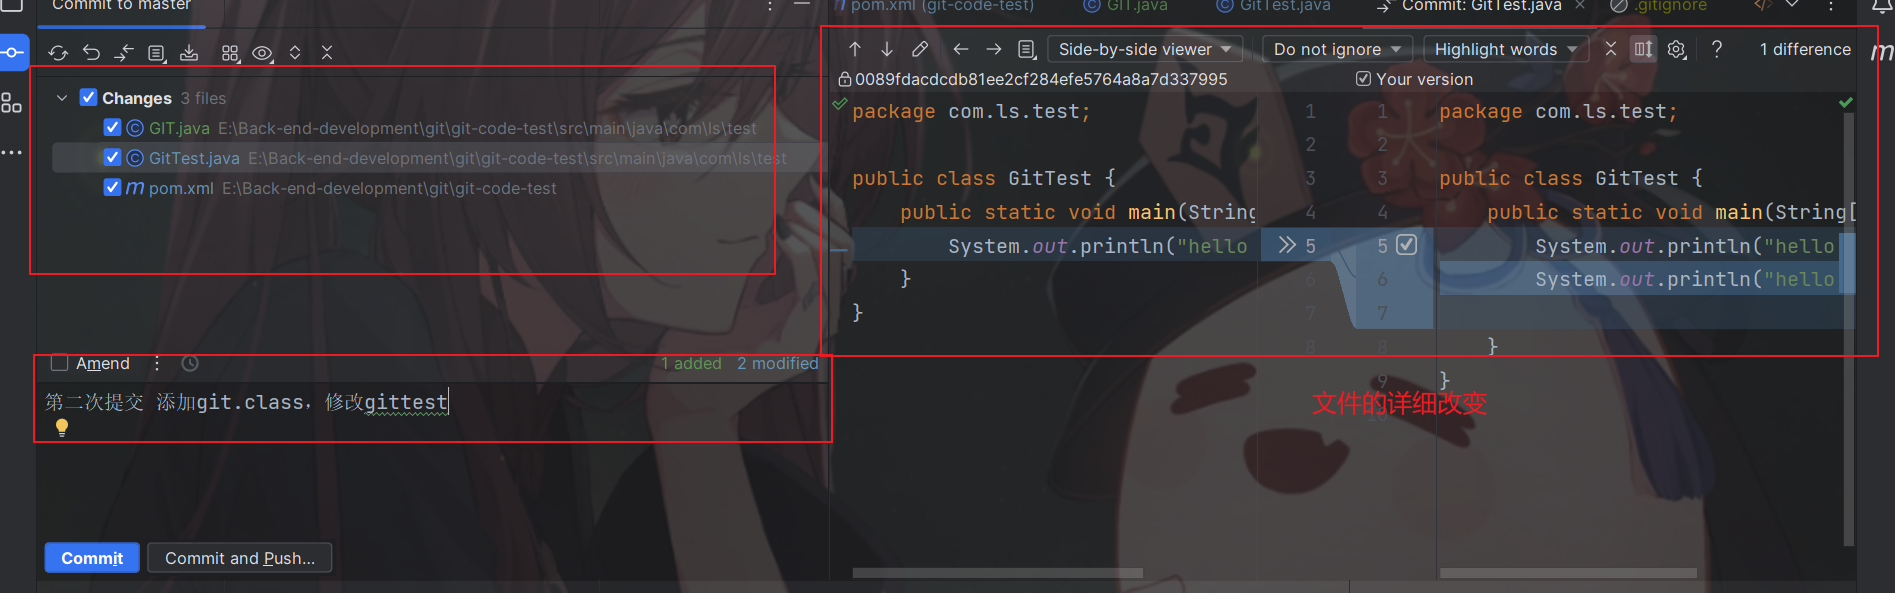 Commit to master
pom.xml (git-code-test)
GIT.java
GitTest.java
Commit: GitTest.java
.gitignore
Side-by-side viewer
Do not ignore
Highlight words
?
1 difference
m
0089fdacdcdb81ee2cf284efe5764a8a7d337995
Your version
Changes 3 files
GIT.java E:\Back-end-development\git\git-code-test\src\main\java\com\ls\test
GitTest.java E:\Back-end-development\git\git-code-test\src\main\java\com\ls\test
m pom.xml E:\Back-end-development\git\git-code-test
package com.ls.test; 1
2
public class GitTest { 3
public static void main(String 4
System.out.println("hello 5
} 6
} 7
8
1 package com.ls.test;
2
3 public class GitTest {
4 public static void main(String[
5 System.out.println("hello
6 System.out.println("hello
7
8 }
9 }
10
文件的详细改变
Amend
1 added 2 modified
第二次提交 添加git.class，修改gittest
Commit
Commit and Push...